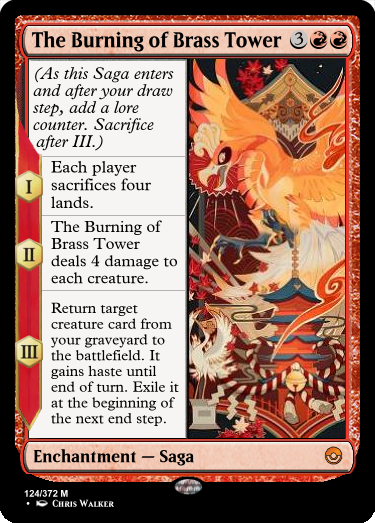 The Burning of Brass Tower 3
(As this Saga enters
and after your draw
step, add a lore
counter. Sacrifice
after III.)
I
Each player
sacrifices four
lands.
II
The Burning of
Brass Tower
deals 4 damage to
each creature.
III
Return target
creature card from
your graveyard to
the battlefield. It
gains haste until
end of turn. Exile it
at the beginning of
the next end step.
Enchantment — Saga
124/372 M
• Chris Walker